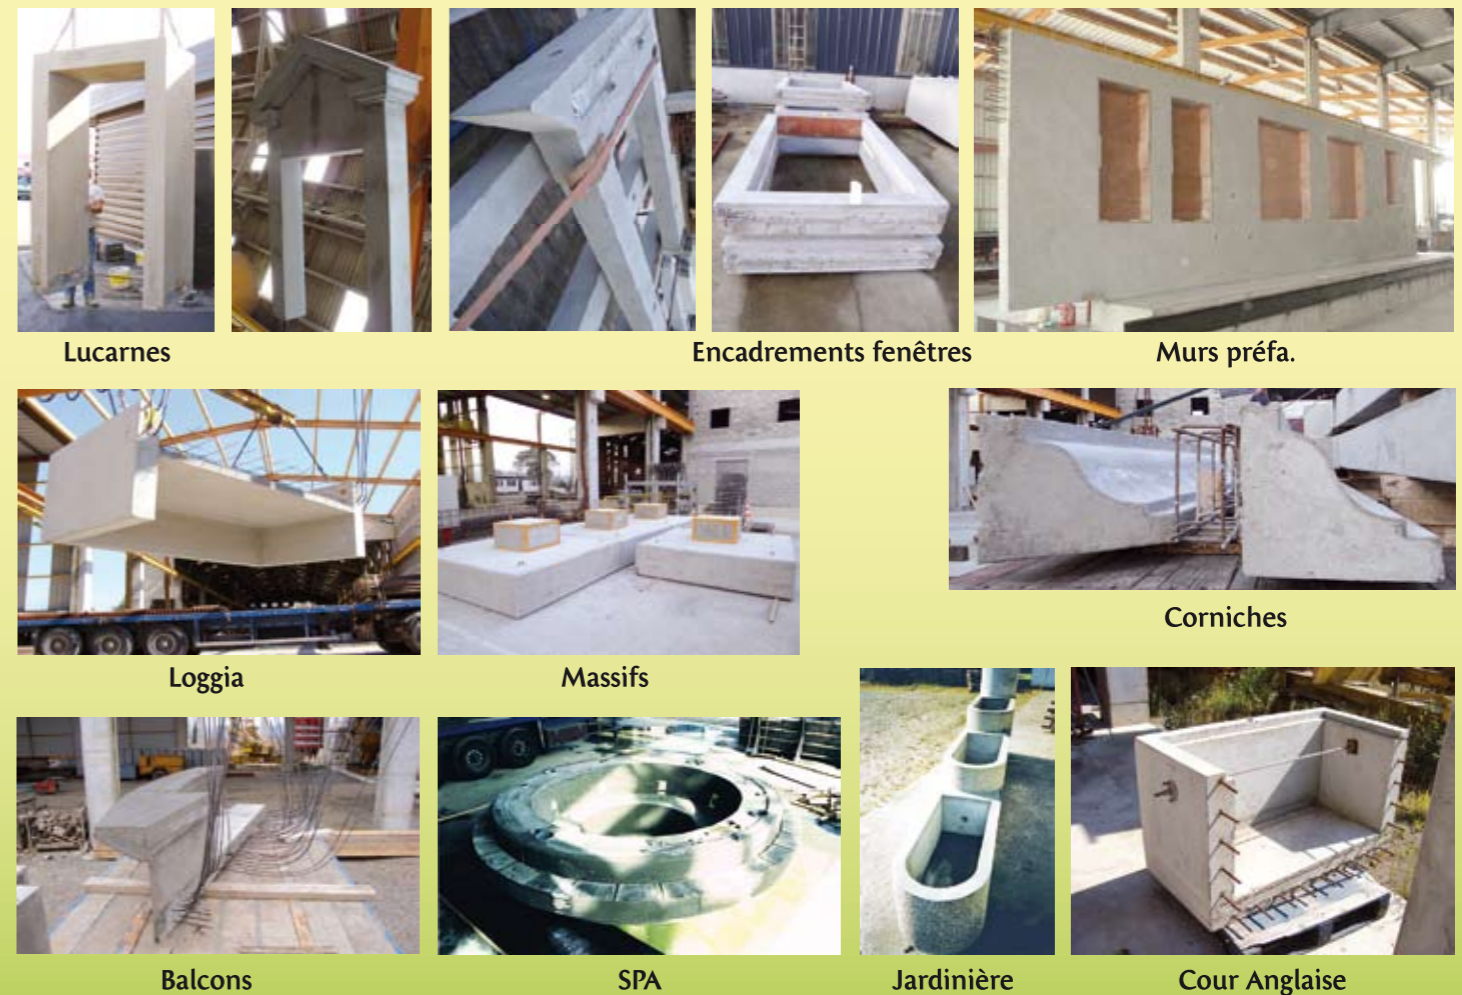 Lucarnes
Encadrements fenêtres
Murs préfa.
Corniches
Loggia
Massifs
Balcons
SPA
Jardinière
Cour Anglaise